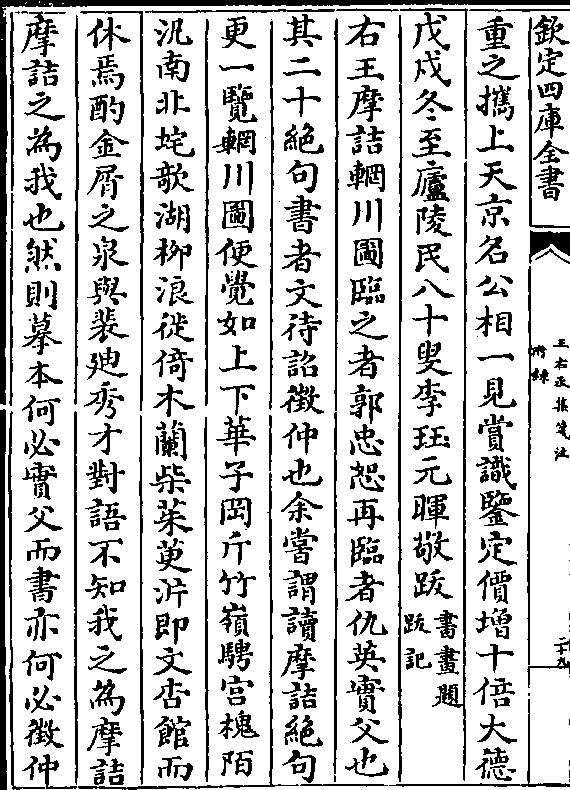 欽定四庫全書
王右丞集箋注
附錄
二十九
重之攜上天京名公相一見賞識鑒定價增十倍大德
戊戍冬至廬陵民八十叟李珏元暉敬跋
書畫題
跋記
右王摩詰輞川圖臨之者郭忠恕再臨者仇英實父也
其二十絶句書者文待詔徵仲也余嘗謂讀摩詰絶句
更一覽輞川圖便覺如上下華子岡斤竹嶺騁宫槐陌
汎南北垞欹湖柳浪徙倚木蘭柴茱萸沜即文杏館而
休焉酌金屑之泉與裴廸秀才對語不知我之為摩詰
摩詰之為我也然則摹本何必實父而書亦何必徵仲